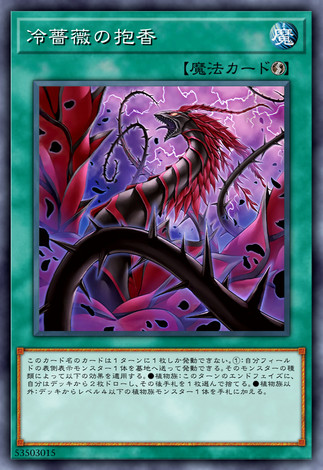 冷薔薇の抱香
魔
【魔法カード】
このカード名のカードは１ターンに１枚しか発動できない。①：自分フィール
ドの表側表示モンスター１体を墓地へ送って発動できる。そのモンスターの種
類によって以下の効果を適用する。●植物族：このターンのエンドフェイズに、
自分はデッキから２枚ドローし、その後手札を１枚選んで捨てる。●植物族以
外：デッキからレベル４以下の植物族モンスター１体を手札に加える。
53503015